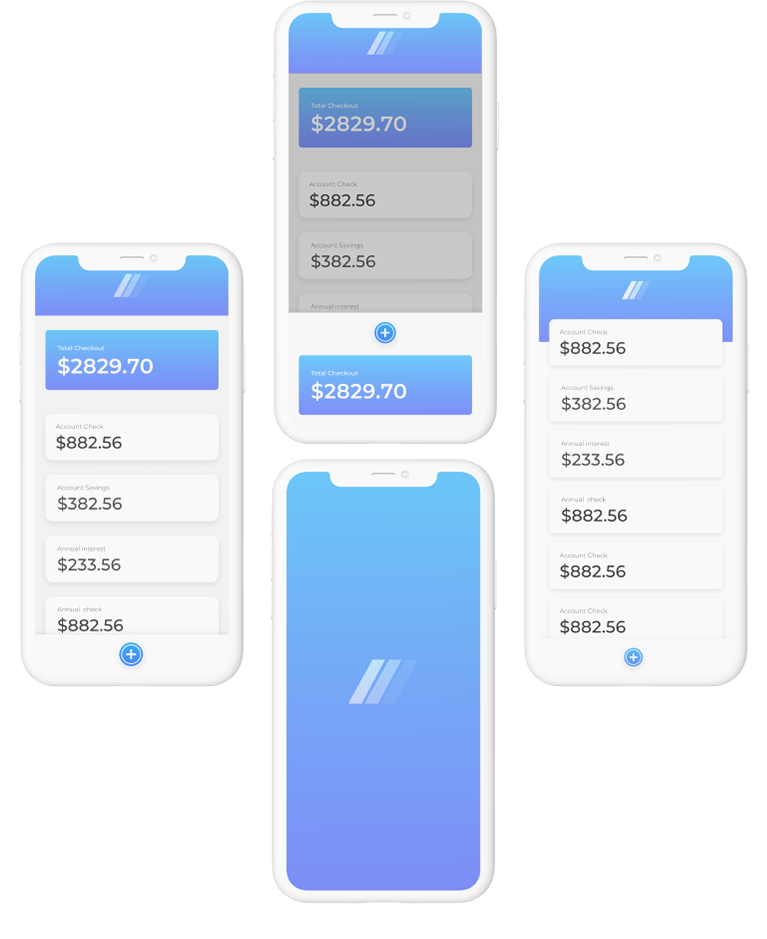 Total Checkout
$2829.70
Account Check
$882.56
Account Savings
$382.56
Annual interest
Total Checkout
$2829.70
Total Checkout
$2829.70
Account Check
$882.56
Account Savings
$382.56
Annual interest
$233.56
Annual check
$882.56
Account Check
$882.56
Account Savings
$382.56
Annual interest
$233.56
Annual check
$882.56
Account Check
$882.56
Account Check
$882.56